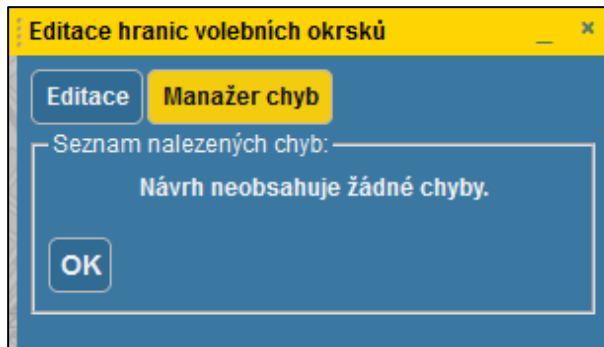 Editace hranic volebních okrsků _ ×
Editace Manažer chyb
Seznam nalezených chyb:
Návrh neobsahuje žádné chyby.
OK